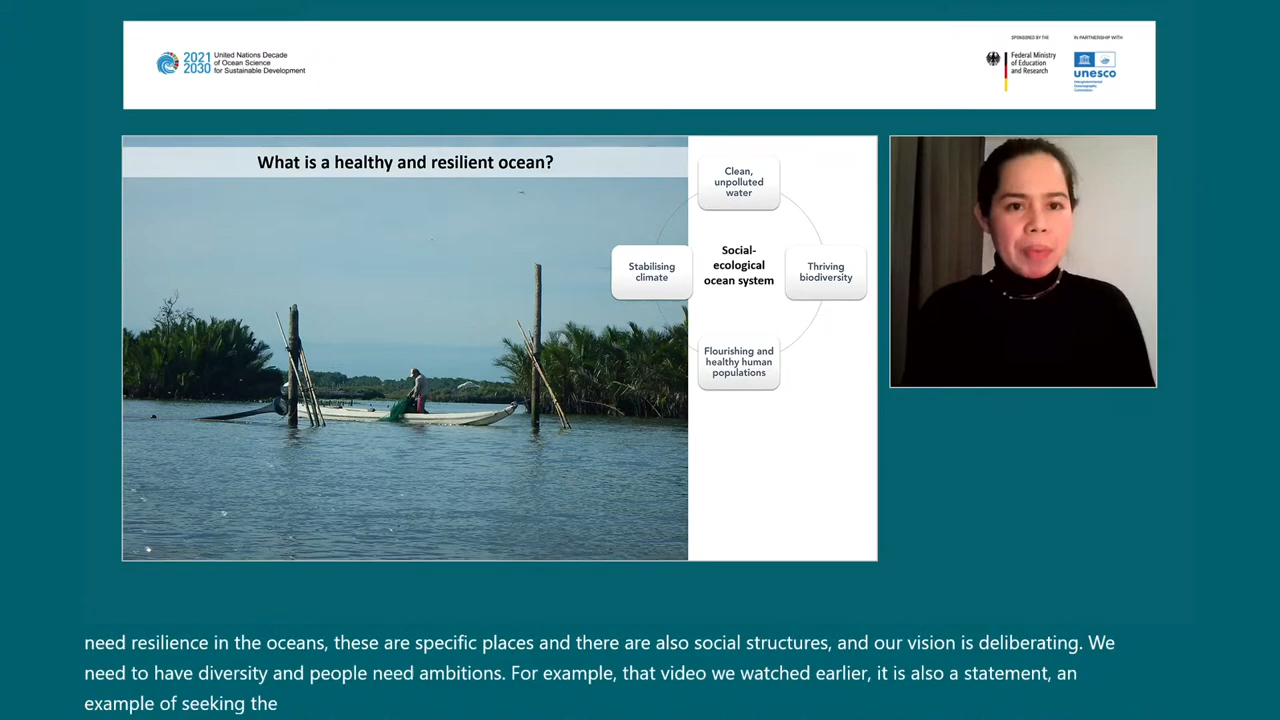 2021
2030
United Nations Decade
of Ocean Science
for Sustainable Development
SPONSORED BY THE
Federal Ministry
of Education
and Research
IN PARTNERSHIP WITH
unesco
Intergovernmental
Oceanographic
Commission
What is a healthy and resilient ocean?
Clean,
unpolluted
water
Stabilising
climate
Social-
ecological
ocean system
Thriving
biodiversity
Flourishing and
healthy human
populations
need resilience in the oceans, these are specific places and there are also social structures, and our vision is deliberating. We
need to have diversity and people need ambitions. For example, that video we watched earlier, it is also a statement, an
example of seeking the